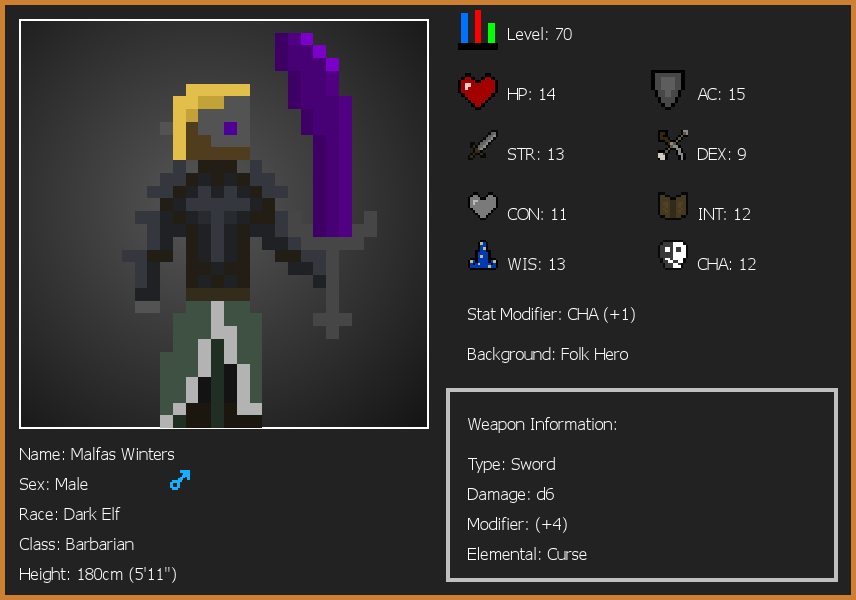 Level: 70
HP: 14
AC: 15
STR: 13
DEX: 9
CON: 11
INT: 12
WIS: 13
CHA: 12
Stat Modifier: CHA (+1)
Background: Folk Hero
Weapon Information:
Type: Sword
Damage: d6
Modifier: (+4)
Elemental: Curse
Name: Malfas Winters
Sex: Male
Race: Dark Elf
Class: Barbarian
Height: 180cm (5'11")